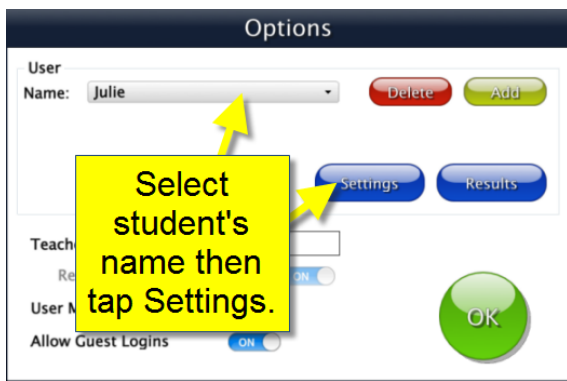 Options
User
Name: Julie Delete Add
Settings Results
Select
student's
name then
tap Settings.
ON
User
Allow Guest Logins ON
OK